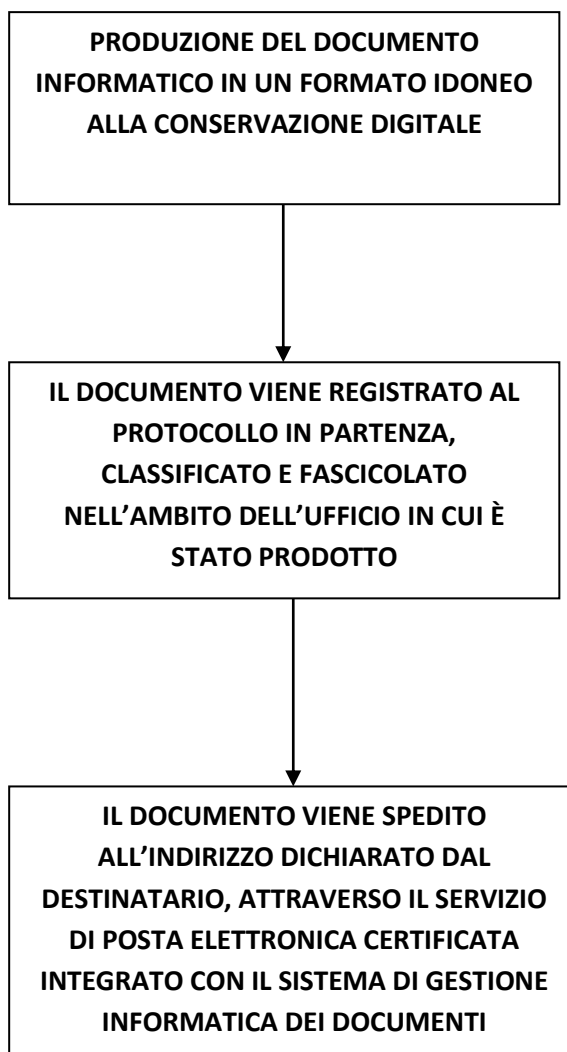 PRODUZIONE DEL DOCUMENTO
INFORMATICO IN UN FORMATO IDONEO
ALLA CONSERVAZIONE DIGITALE
IL DOCUMENTO VIENE REGISTRATO AL
PROTOCOLLO IN PARTENZA,
CLASSIFICATO E FASCICOLATO
NELL’AMBITO DELL’UFFICIO IN CUI È
STATO PRODOTTO
IL DOCUMENTO VIENE SPEDITO
ALL’INDIRIZZO DICHIARATO DAL
DESTINATARIO, ATTRAVERSO IL SERVIZIO
DI POSTA ELETTRONICA CERTIFICATA
INTEGRATO CON IL SISTEMA DI GESTIONE
INFORMATICA DEI DOCUMENTI